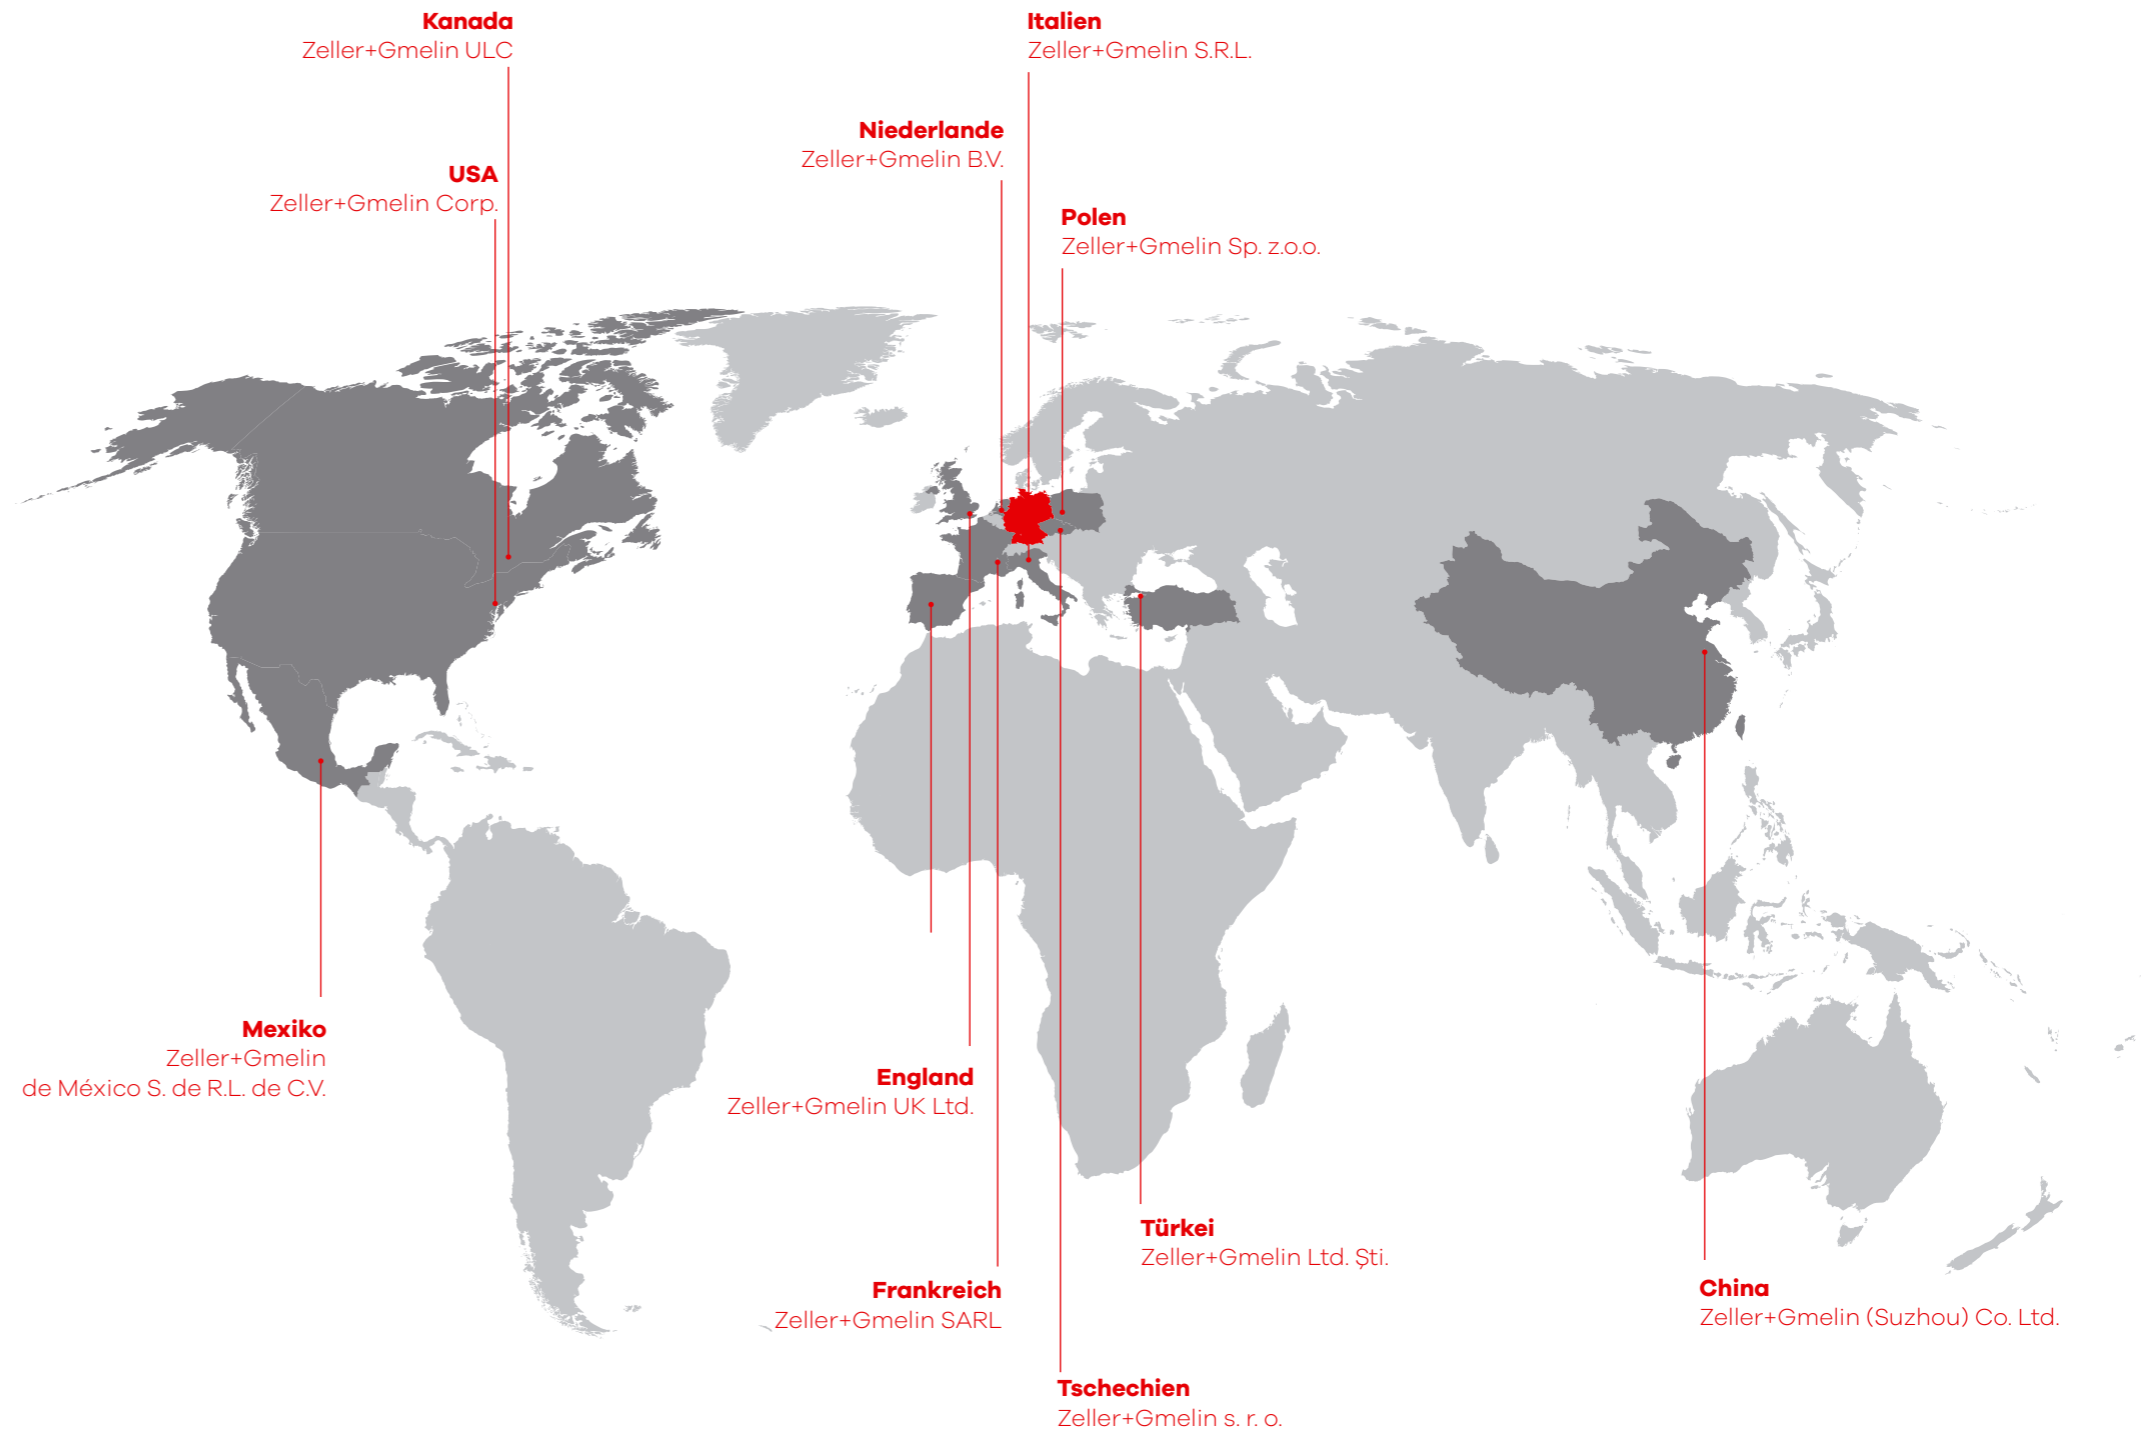 Kanada
Zeller+Gmelin ULC
Italien
Zeller+Gmelin S.R.L.
Niederlande
Zeller+Gmelin B.V.
USA
Zeller+Gmelin Corp.
Polen
Zeller+Gmelin Sp. z.o.o.
Mexiko
Zeller+Gmelin
de México S. de R.L. de C.V.
England
Zeller+Gmelin UK Ltd.
Türkei
Zeller+Gmelin Ltd. Şti.
Frankreich
Zeller+Gmelin SARL
China
Zeller+Gmelin (Suzhou) Co. Ltd.
Tschechien
Zeller+Gmelin s. r. o.